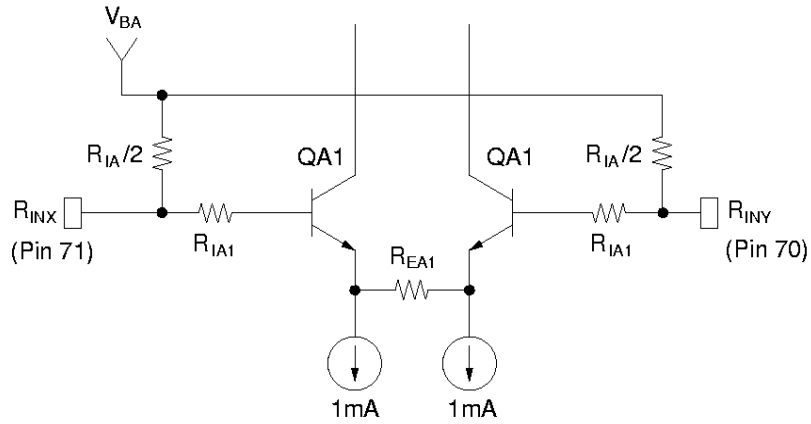 VBA
RIA/2
QA1
QA1
RIA/2
RINX
(Pin 71)
RIA1
REA1
RIA1
RINY
(Pin 70)
1mA
1mA